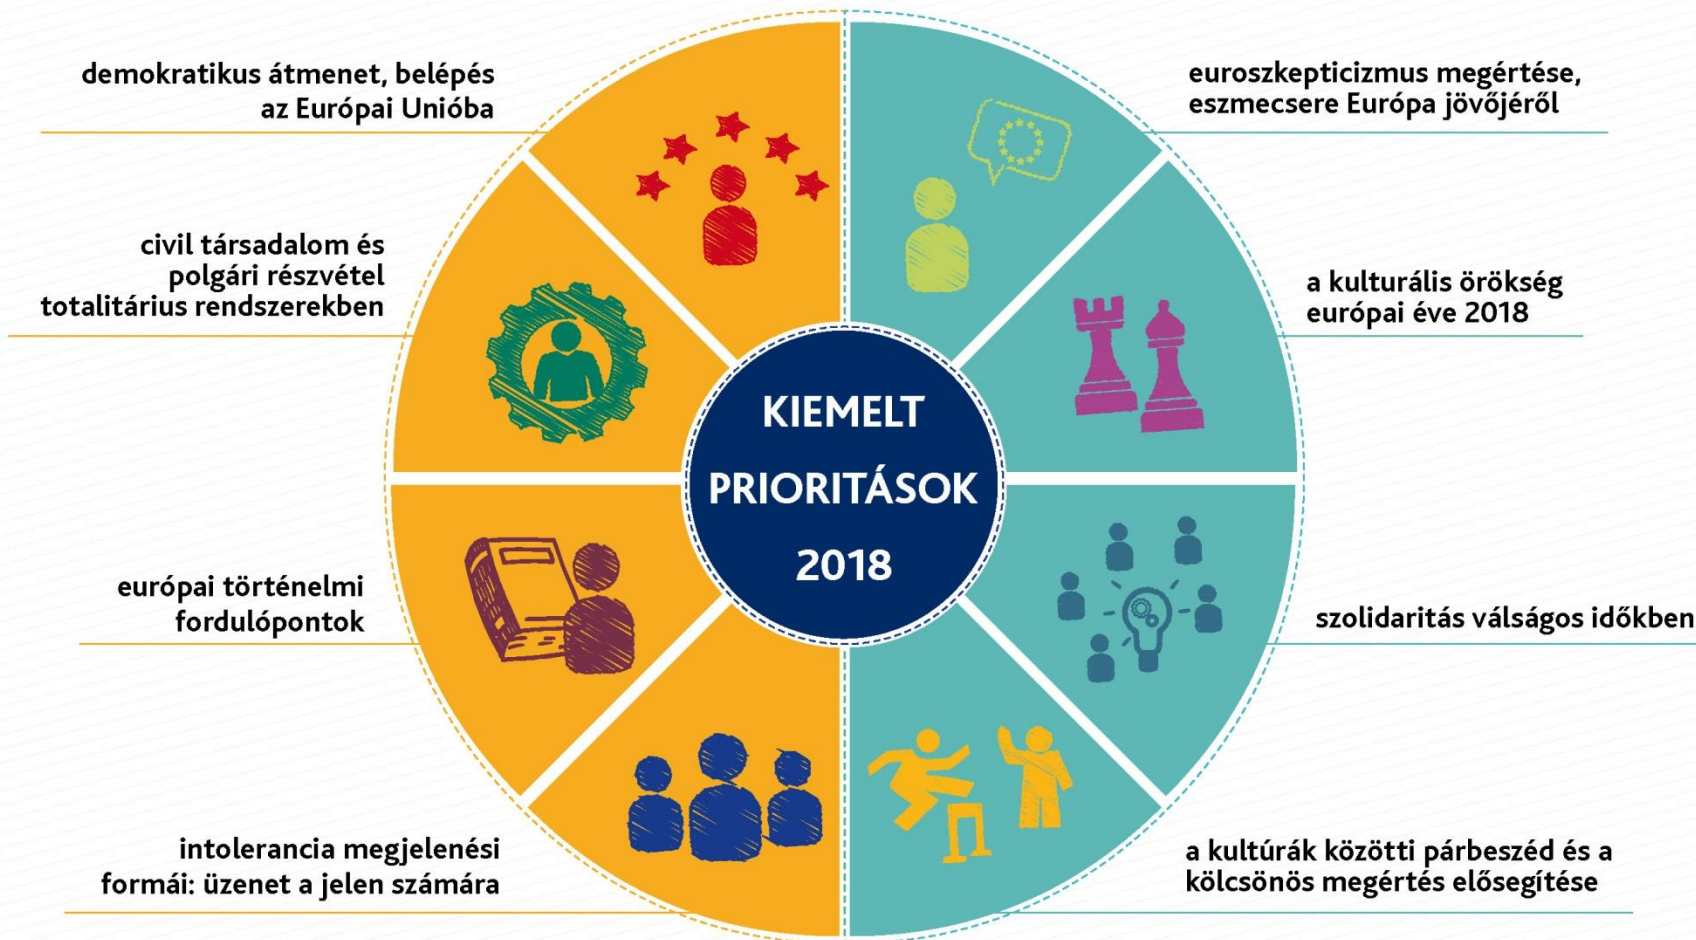 demokratikus átmenet, belépés
az Európai Unióba
civil társadalom és
polgári részvétel
totalitárius rendszerekben
európai történelmi
fordulópontok
intolerancia megjelenési
formái: üzenet a jelen számára
KIEMELT
PRIORITÁSOK
2018
euroszkepticizmus megértése,
eszmecsere Európa jövőjéről
a kulturális örökség
európai éve 2018
szolidaritás válságos időkben
a kultúrák közötti párbeszéd és a
kölcsönös megértés elősegítése